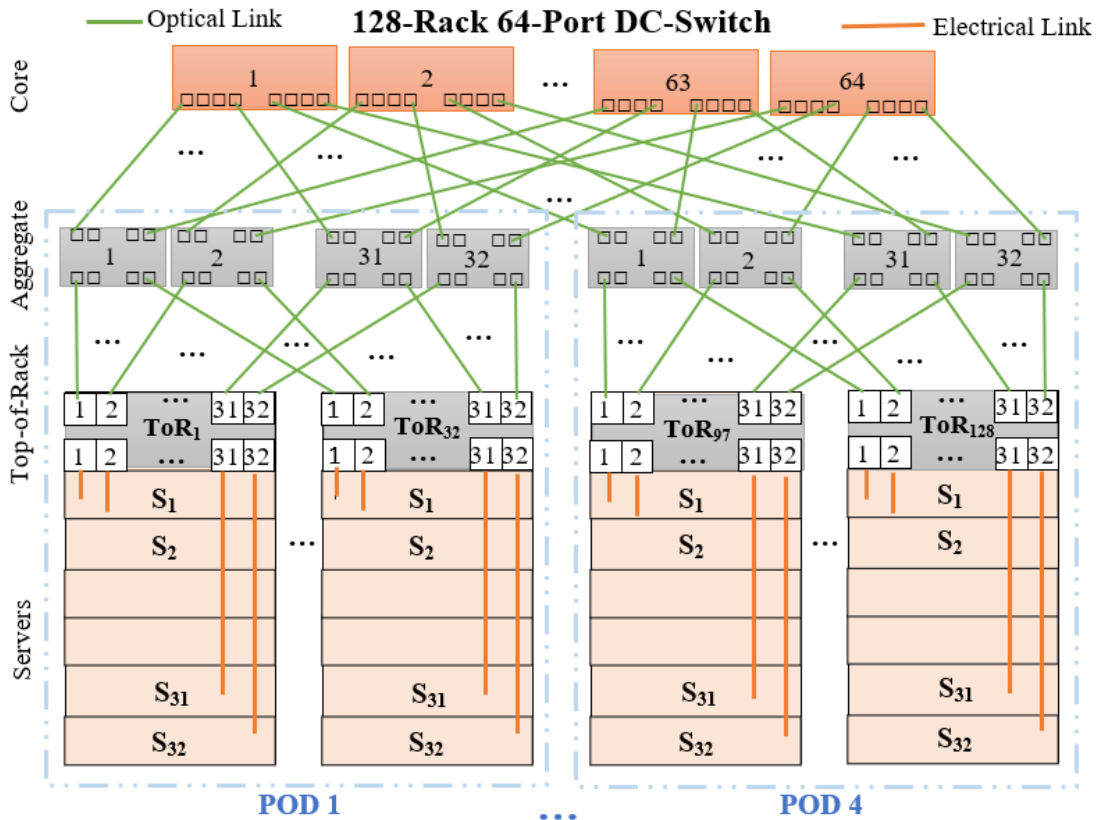 Optical Link 128-Rack 64-Port DC-Switch Electrical Link
Core
1 2 ... 63 64
... ... ... ...
...
Aggregate
1 2 31 32 1 2 31 32
... ... ... ... ... ... ... ... ...
Top-of-Rack
1 2 ... 31 32 1 2 ... 31 32 1 2 ... 31 32 1 2 ... 31 32
ToR1 ToR32 ToR97 ToR128
1 2 ... 31 32 1 2 ... 31 32 1 2 ... 31 32 1 2 ... 31 32
S1 S1 S1 S1
S2 ... S2 S2 ... S2
Servers
S31 S31 S31 S31
S32 S32 S32 S32
POD 1 ... POD 4